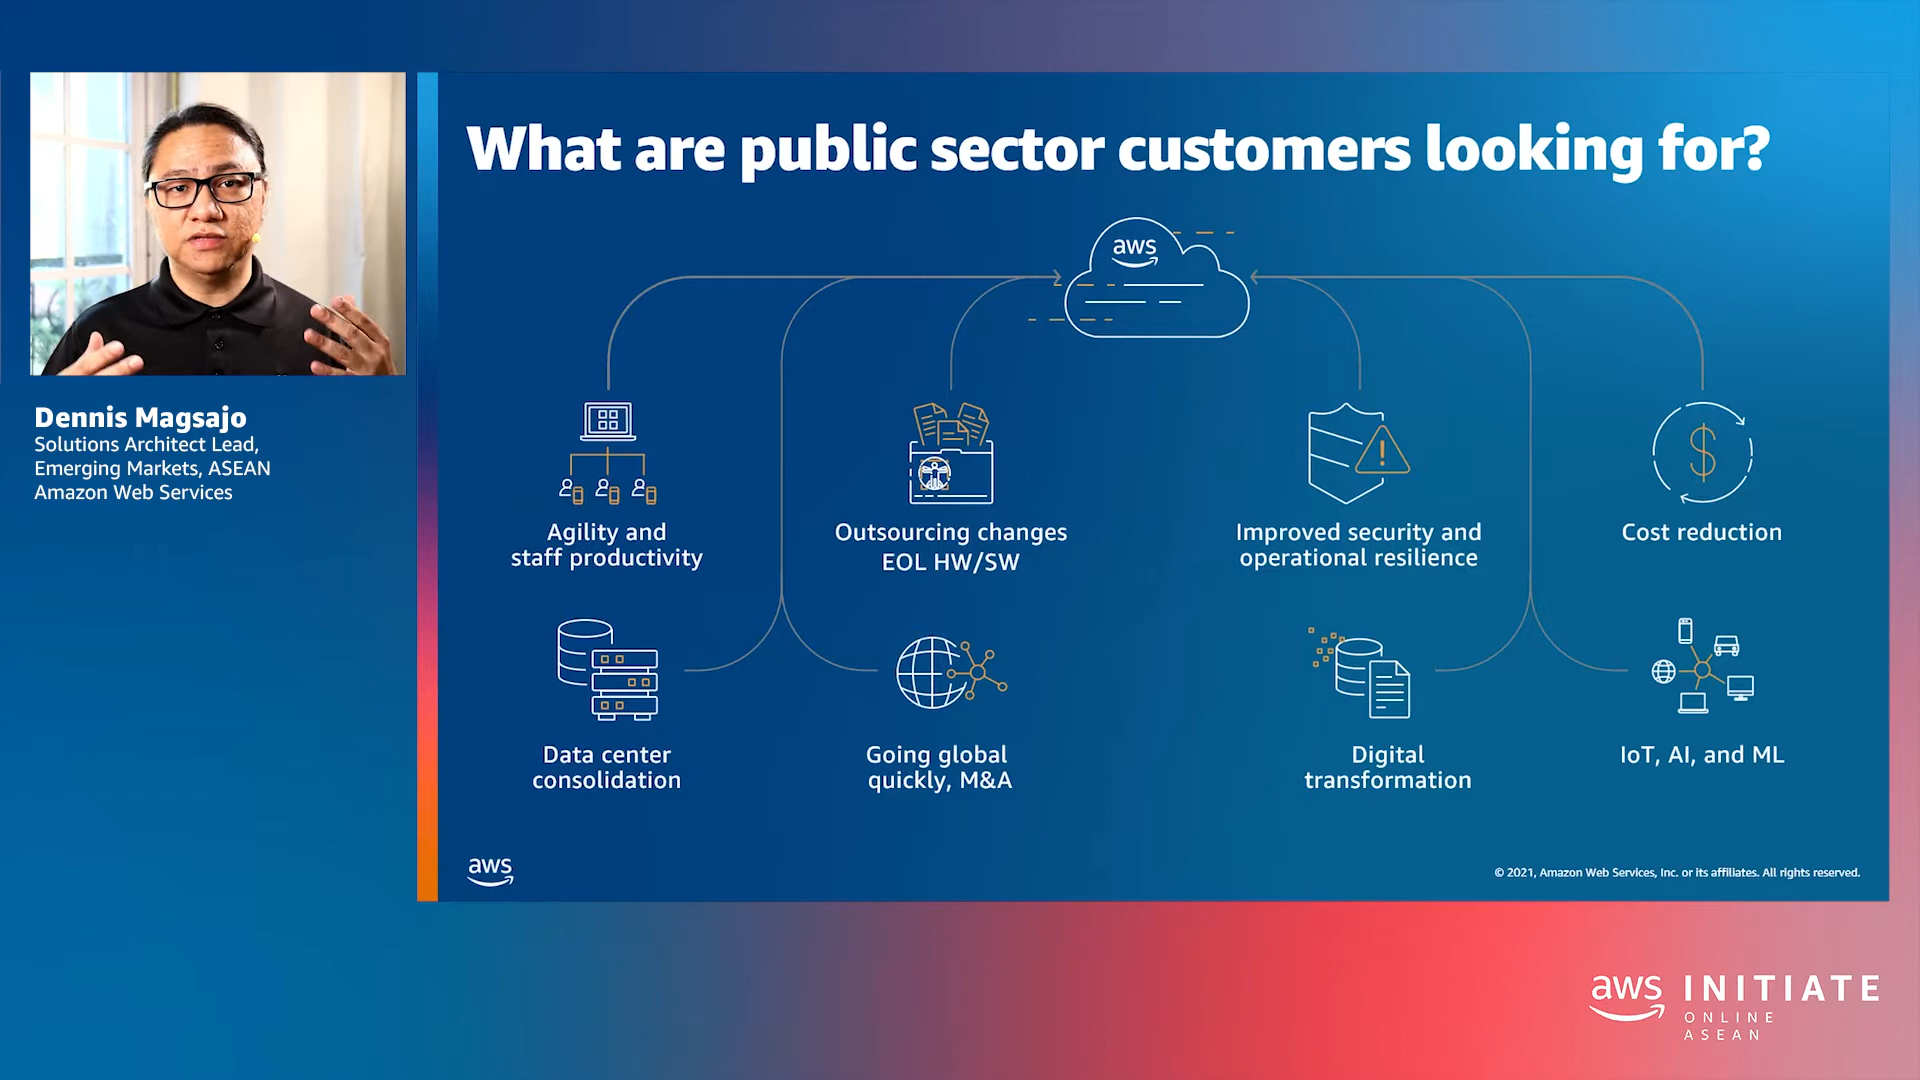 Dennis Magsajo
Solutions Architect Lead,
Emerging Markets, ASEAN
Amazon Web Services
What are public sector customers looking for?
aws
Agility and
staff productivity
Outsourcing changes
EOL HW/SW
Improved security and
operational resilience
Cost reduction
Data center
consolidation
Going global
quickly, M&A
Digital
transformation
IoT, AI, and ML
aws
© 2021, Amazon Web Services, Inc. or its affiliates. All rights reserved.
aws INITIATE
ONLINE
ASEAN